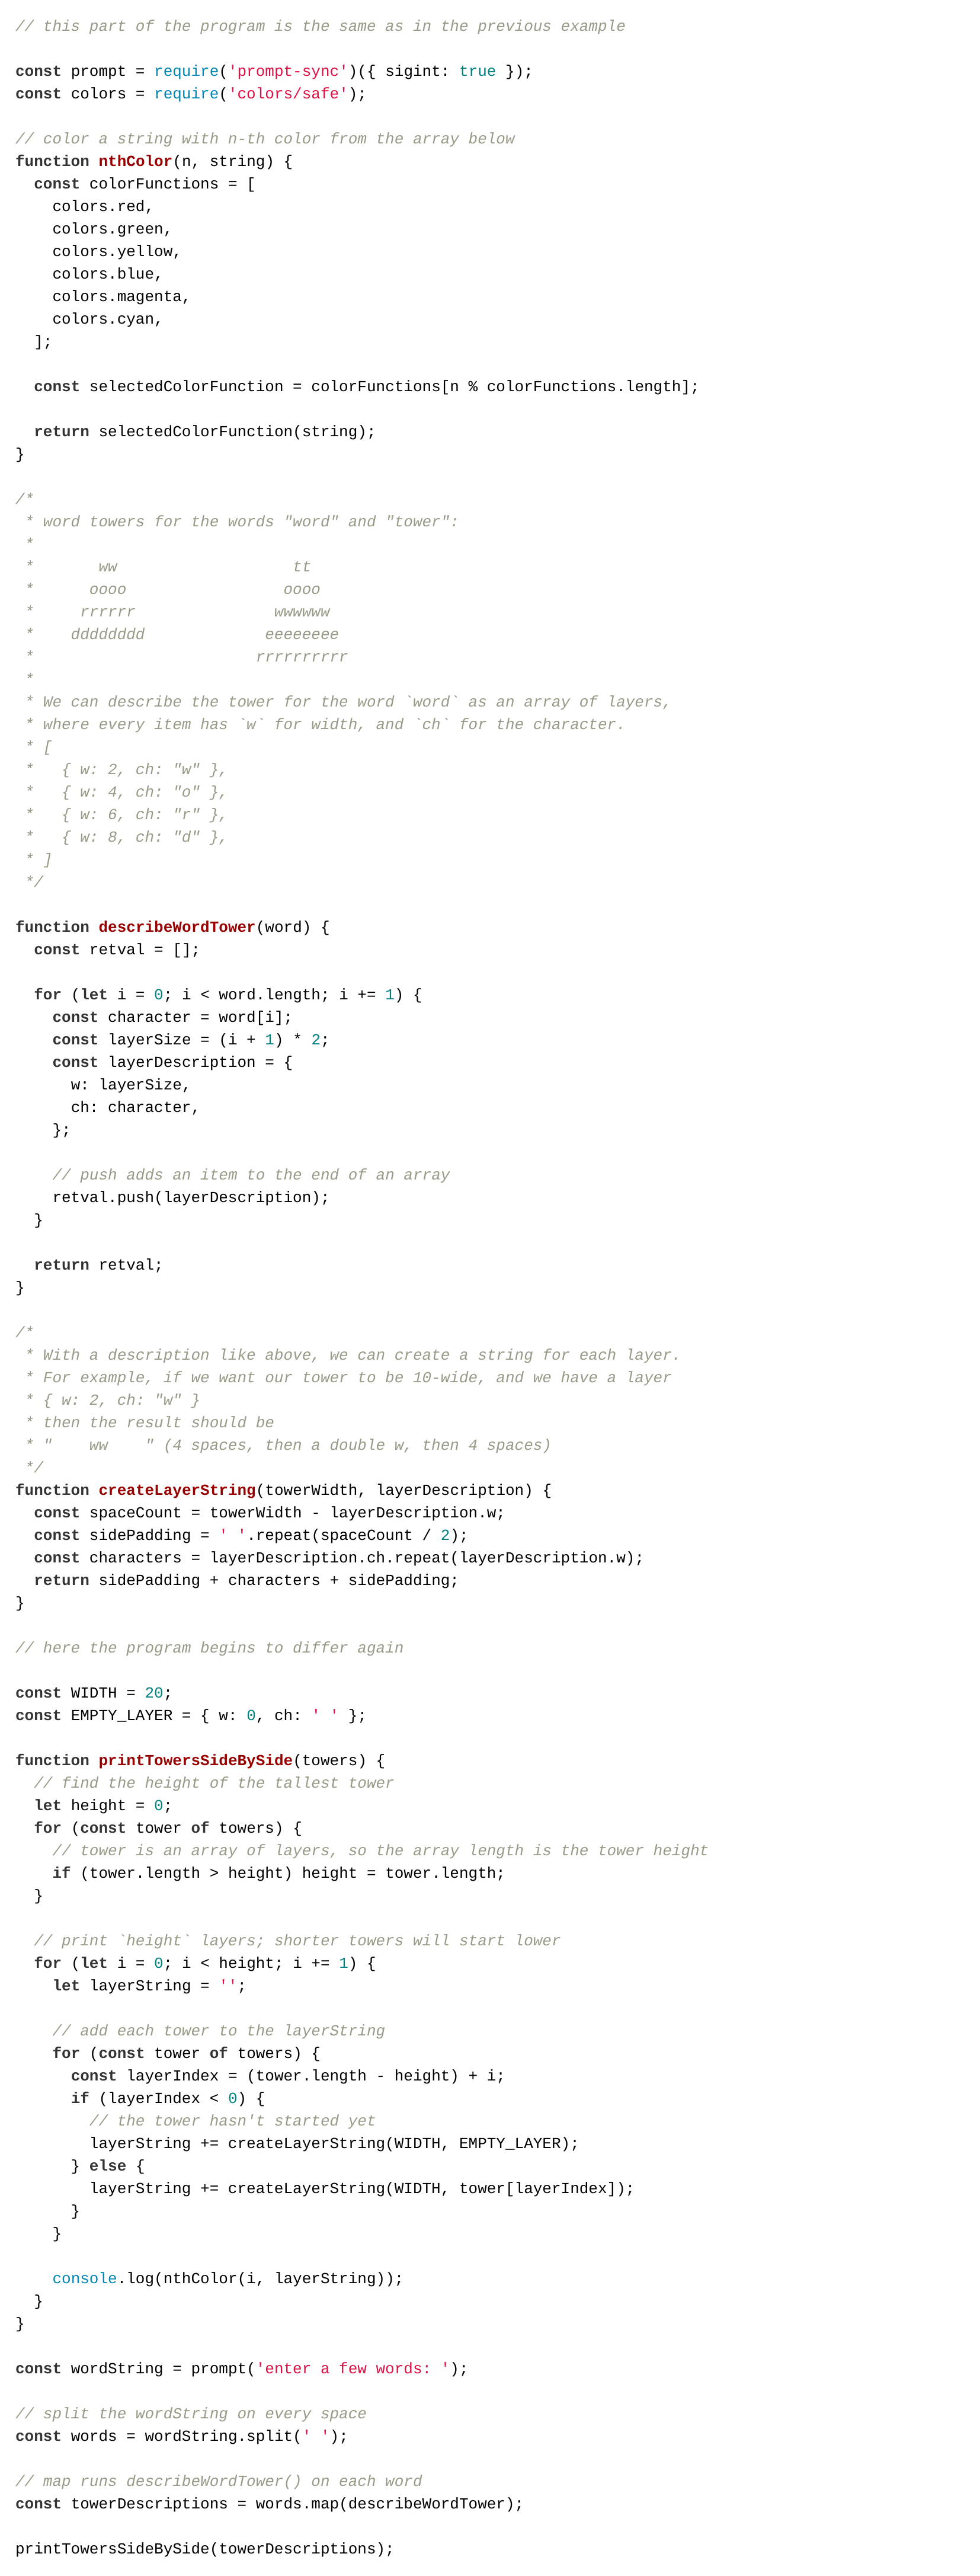 // this part of the program is the same as in the previous example

const prompt = require('prompt-sync')({ sigint: true });
const colors = require('colors/safe');

// color a string with n-th color from the array below
function nthColor(n, string) {
  const colorFunctions = [
    colors.red,
    colors.green,
    colors.yellow,
    colors.blue,
    colors.magenta,
    colors.cyan,
  ];

  const selectedColorFunction = colorFunctions[n % colorFunctions.length];

  return selectedColorFunction(string);
}

/*
 * word towers for the words "word" and "tower":
 *
 *       ww                   tt
 *      oooo                 oooo
 *     rrrrrr               wwwwww
 *    dddddddd             eeeeeeee
 *                        rrrrrrrrrr
 *
 * We can describe the tower for the word `word` as an array of layers,
 * where every item has `w` for width, and `ch` for the character.
 * [
 *   { w: 2, ch: "w" },
 *   { w: 4, ch: "o" },
 *   { w: 6, ch: "r" },
 *   { w: 8, ch: "d" },
 * ]
 */

function describeWordTower(word) {
  const retval = [];

  for (let i = 0; i < word.length; i += 1) {
    const character = word[i];
    const layerSize = (i + 1) * 2;
    const layerDescription = {
      w: layerSize,
      ch: character,
    };

    // push adds an item to the end of an array
    retval.push(layerDescription);
  }

  return retval;
}

/*
 * With a description like above, we can create a string for each layer.
 * For example, if we want our tower to be 10-wide, and we have a layer
 * { w: 2, ch: "w" }
 * then the result should be
 * "    ww    " (4 spaces, then a double w, then 4 spaces)
 */
function createLayerString(towerWidth, layerDescription) {
  const spaceCount = towerWidth - layerDescription.w;
  const sidePadding = ' '.repeat(spaceCount / 2);
  const characters = layerDescription.ch.repeat(layerDescription.w);
  return sidePadding + characters + sidePadding;
}

// here the program begins to differ again

const WIDTH = 20;
const EMPTY_LAYER = { w: 0, ch: ' ' };

function printTowersSideBySide(towers) {
  // find the height of the tallest tower
  let height = 0;
  for (const tower of towers) {
    // tower is an array of layers, so the array length is the tower height
    if (tower.length > height) height = tower.length;
  }

  // print `height` layers; shorter towers will start lower
  for (let i = 0; i < height; i += 1) {
    let layerString = '';

    // add each tower to the layerString
    for (const tower of towers) {
      const layerIndex = (tower.length - height) + i;
      if (layerIndex < 0) {
        // the tower hasn't started yet
        layerString += createLayerString(WIDTH, EMPTY_LAYER);
      } else {
        layerString += createLayerString(WIDTH, tower[layerIndex]);
      }
    }

    console.log(nthColor(i, layerString));
  }
}

const wordString = prompt('enter a few words: ');

// split the wordString on every space
const words = wordString.split(' ');

// map runs describeWordTower() on each word
const towerDescriptions = words.map(describeWordTower);

printTowersSideBySide(towerDescriptions);